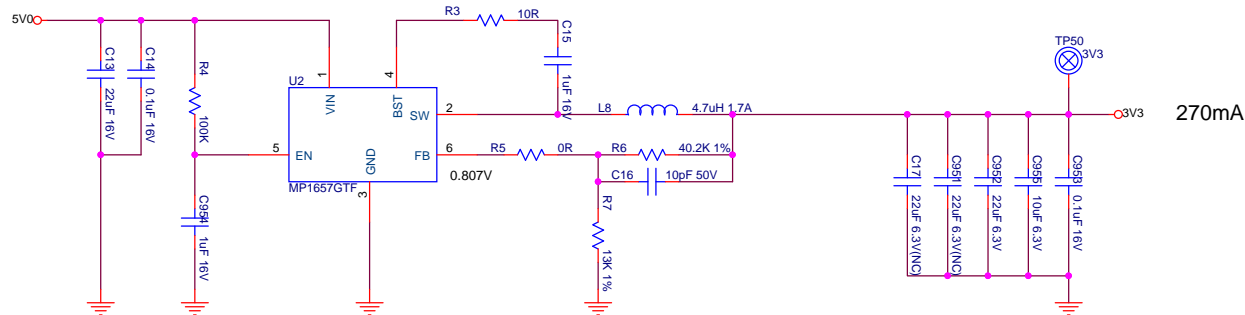 5V0
C13
22uF 16V
C14
0.1uF 16V
R4
100K
C954
1uF 16V
U2
1
VIN
4
BST
2
SW
5
EN
GND
3
6
FB
MP1657GTF
0.807V
R3
10R
C15
1uF 16V
L8
4.7uH 1.7A
R5
0R
R6
40.2K 1%
C16
10pF 50V
R7
13K 1%
C17
22uF 6.3V(NC)
C951
22uF 6.3V(NC)
C952
22uF 6.3V
C955
10uF 6.3V
C953
0.1uF 16V
TP50
3V3
3V3
270mA